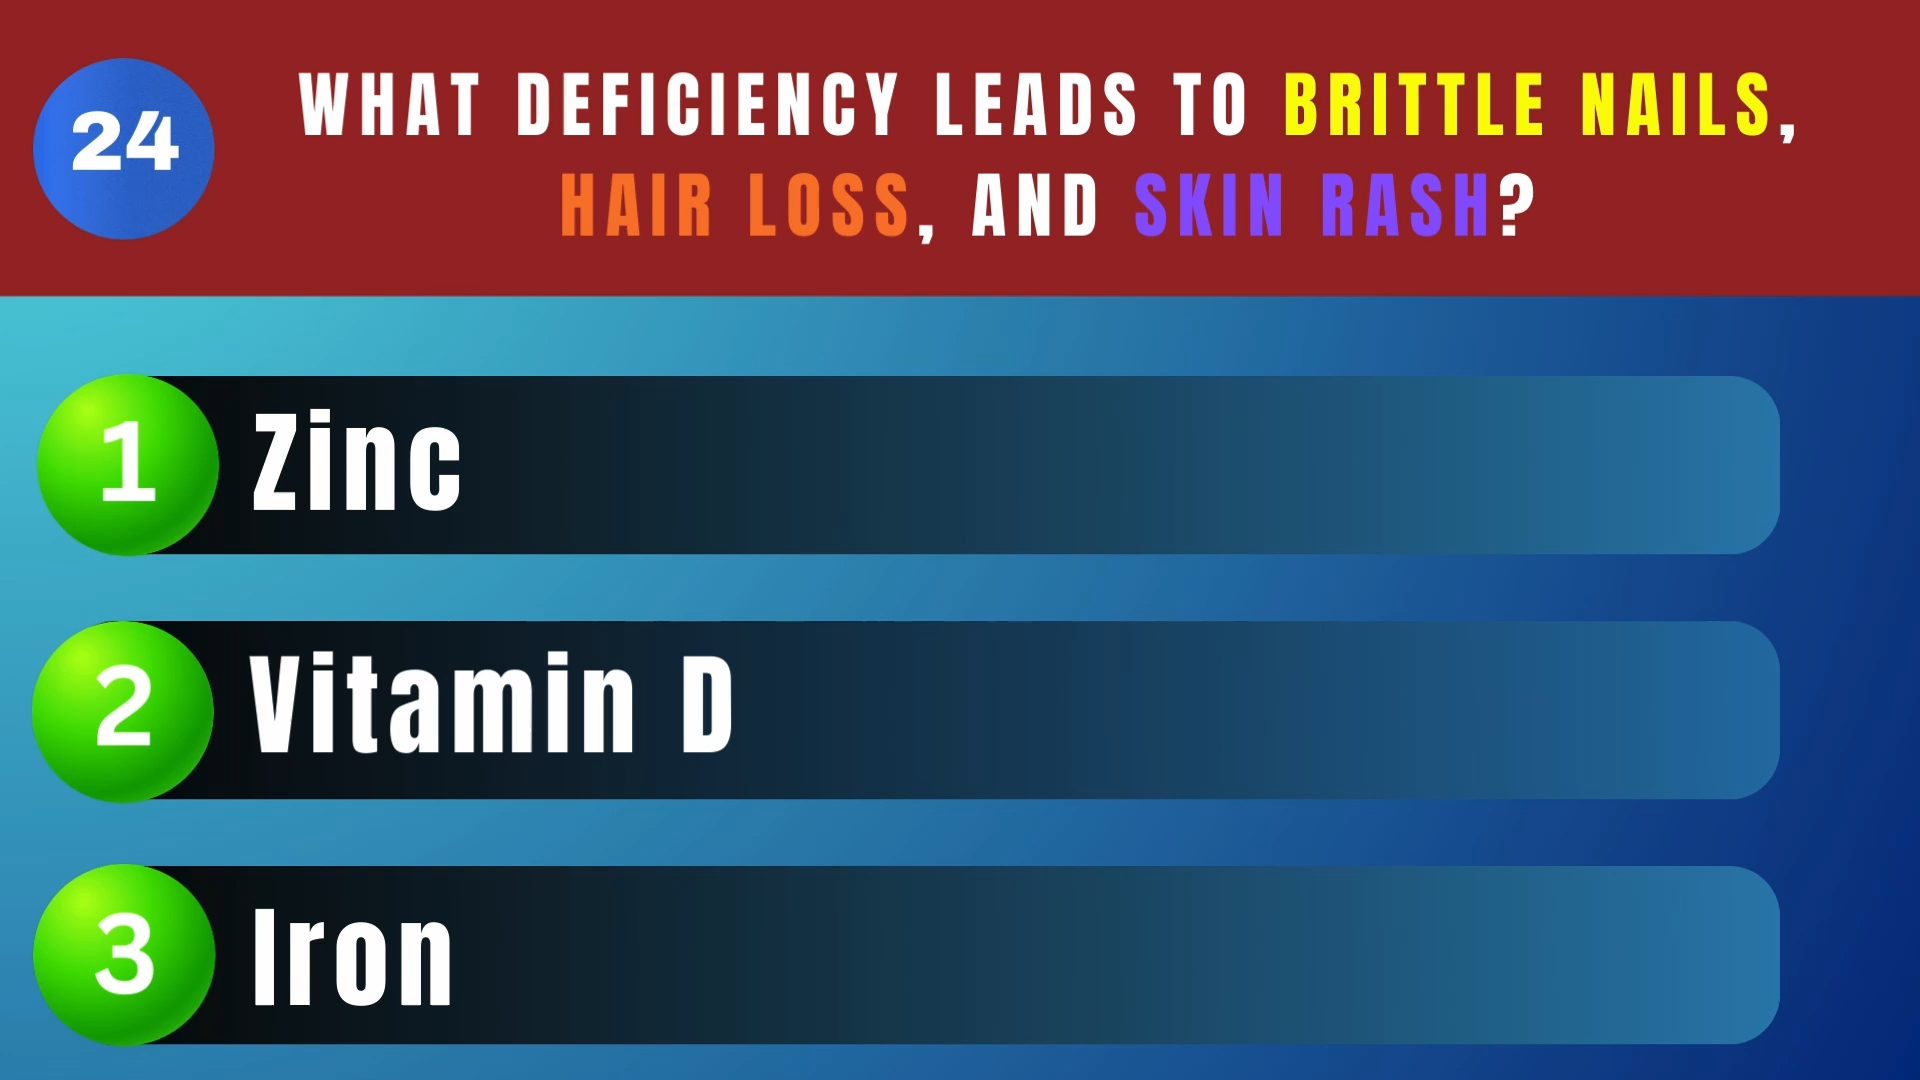 24
WHAT DEFICIENCY LEADS TO BRITTLE NAILS,
HAIR LOSS, AND SKIN RASH?
1 Zinc
2 Vitamin D
3 Iron